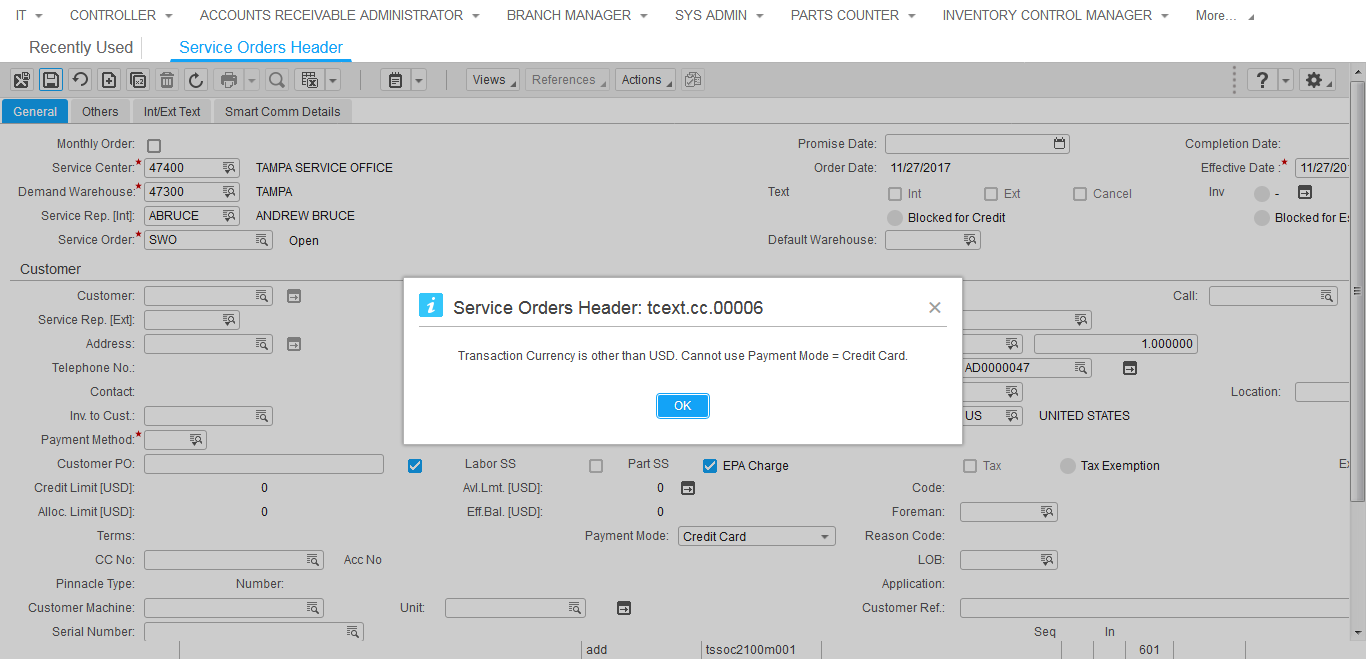 IT CONTROLLER ACCOUNTS RECEIVABLE ADMINISTRATOR BRANCH MANAGER SYS ADMIN PARTS COUNTER INVENTORY CONTROL MANAGER More...
Recently Used Service Orders Header
Views References Actions ?
General Others Int/Ext Text Smart Comm Details
Monthly Order: Promise Date: Completion Date:
Service Center:* 47400 TAMPA SERVICE OFFICE Order Date: 11/27/2017 Effective Date :* 11/27/20
Demand Warehouse:* 47300 TAMPA Text Int Ext Cancel Inv -
Service Rep. [Int]: ABRUCE ANDREW BRUCE Blocked for Credit Blocked for E
Service Order:* SWO Open Default Warehouse:
Customer
Customer: Call:
Service Rep. [Ext]:
Address: 1.000000
Telephone No.: AD0000047
Contact: Location:
Inv. to Cust.: US UNITED STATES
Service Orders Header: tcext.cc.00006
Transaction Currency is other than USD. Cannot use Payment Mode = Credit Card.
OK
Payment Method:*
Customer PO: Labor SS Part SS EPA Charge Tax Tax Exemption
Credit Limit [USD]: 0 Avl.Lmt. [USD]: 0 Code:
Alloc. Limit [USD]: 0 Eff.Bal. [USD]: 0 Foreman:
Terms: Payment Mode: Credit Card Reason Code:
CC No: Acc No LOB:
Pinnacle Type: Number: Application:
Customer Machine: Unit: Customer Ref.:
Serial Number: Seq In
add tssoc2100m001 601